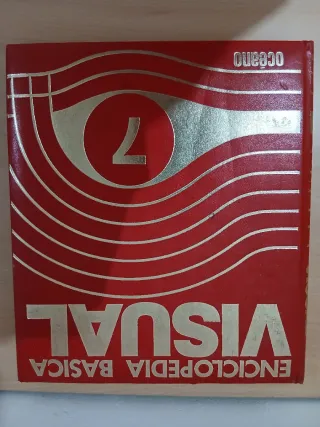 ENCICLOPEDIA BASICA
VISUAL
7
océano